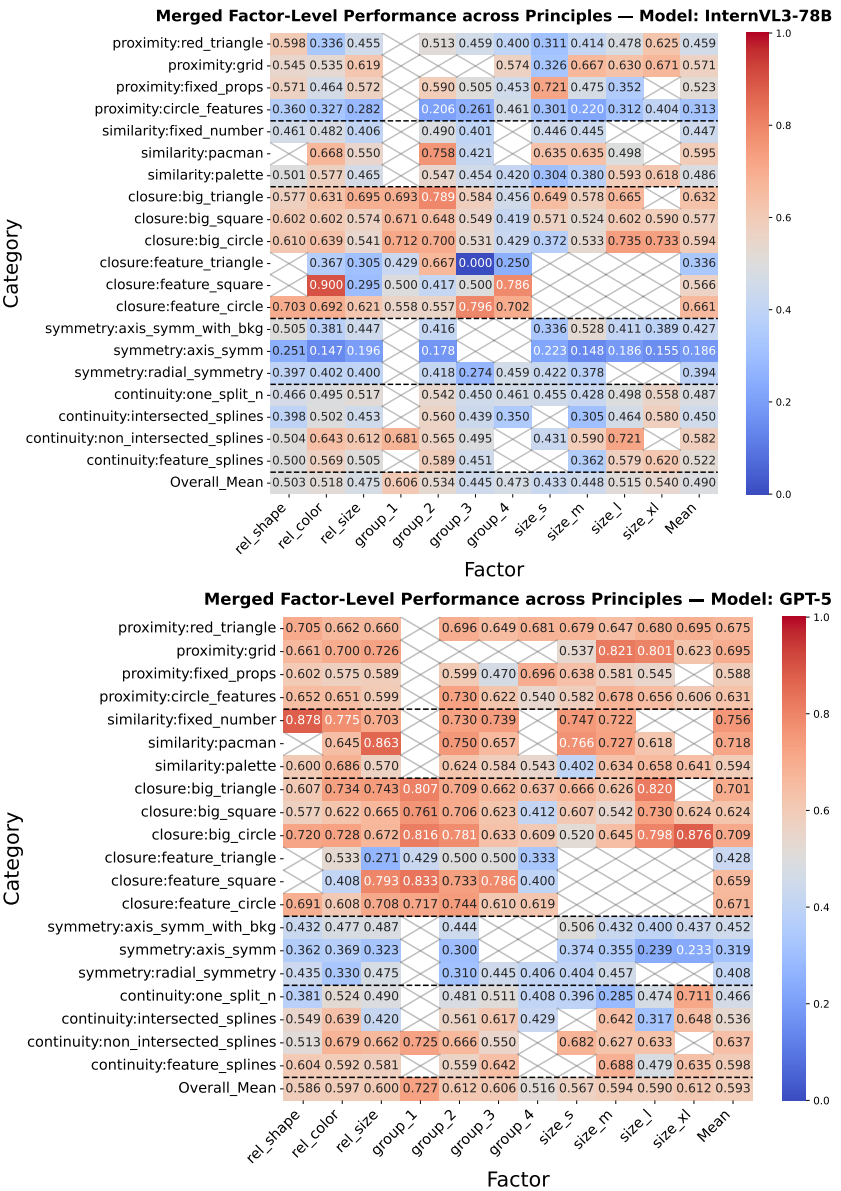 Merged Factor-Level Performance across Principles — Model: InternVL3-78B
Category
proximity:red_triangle 0.598 0.336 0.455 0.513 0.459 0.400 0.311 0.414 0.478 0.625 0.459
proximity:grid 0.545 0.535 0.619 0.574 0.326 0.667 0.630 0.671 0.571
proximity:fixed_props 0.571 0.464 0.572 0.590 0.505 0.453 0.721 0.475 0.352 0.523
proximity:circle_features 0.360 0.327 0.282 0.206 0.261 0.461 0.301 0.220 0.312 0.404 0.313
similarity:fixed_number 0.461 0.482 0.406 0.490 0.401 0.446 0.445 0.447
similarity:pacman 0.668 0.550 0.758 0.421 0.635 0.635 0.498 0.595
similarity:palette 0.501 0.577 0.465 0.547 0.454 0.420 0.304 0.380 0.593 0.618 0.486
closure:big_triangle 0.577 0.631 0.695 0.693 0.789 0.584 0.456 0.649 0.578 0.665 0.632
closure:big_square 0.602 0.602 0.574 0.671 0.648 0.549 0.419 0.571 0.524 0.602 0.590 0.577
closure:big_circle 0.610 0.639 0.541 0.712 0.700 0.531 0.429 0.372 0.533 0.735 0.733 0.594
closure:feature_triangle 0.367 0.305 0.429 0.667 0.000 0.250 0.336
closure:feature_square 0.900 0.295 0.500 0.417 0.500 0.786 0.566
closure:feature_circle 0.703 0.692 0.621 0.558 0.557 0.796 0.702 0.661
symmetry:axis_symm_with_bkg 0.505 0.381 0.447 0.416 0.336 0.528 0.411 0.389 0.427
symmetry:axis_symm 0.251 0.147 0.196 0.178 0.223 0.148 0.186 0.155 0.186
symmetry:radial_symmetry 0.397 0.402 0.400 0.418 0.274 0.459 0.422 0.378 0.394
continuity:one_split_n 0.466 0.495 0.517 0.542 0.450 0.461 0.455 0.428 0.498 0.558 0.487
continuity:intersected_splines 0.398 0.502 0.453 0.560 0.439 0.350 0.305 0.464 0.580 0.450
continuity:non_intersected_splines 0.504 0.643 0.612 0.681 0.565 0.495 0.431 0.590 0.721 0.582
continuity:feature_splines 0.500 0.569 0.505 0.589 0.451 0.362 0.579 0.620 0.522
Overall_Mean 0.503 0.518 0.475 0.606 0.534 0.445 0.473 0.433 0.448 0.515 0.540 0.490
rel_shape rel_color rel_size group_1 group_2 group_3 group_4 size_s size_m size_l size_xl Mean
Factor
1.0
0.8
0.6
0.4
0.2
0.0
Merged Factor-Level Performance across Principles — Model: GPT-5
Category
proximity:red_triangle 0.705 0.662 0.660 0.696 0.649 0.681 0.679 0.647 0.680 0.695 0.675
proximity:grid 0.661 0.700 0.726 0.537 0.821 0.801 0.623 0.695
proximity:fixed_props 0.602 0.575 0.589 0.599 0.470 0.696 0.638 0.581 0.545 0.588
proximity:circle_features 0.652 0.651 0.599 0.730 0.622 0.540 0.582 0.678 0.656 0.606 0.631
similarity:fixed_number 0.878 0.775 0.703 0.730 0.739 0.747 0.722 0.756
similarity:pacman 0.645 0.863 0.750 0.657 0.766 0.727 0.618 0.718
similarity:palette 0.600 0.686 0.570 0.624 0.584 0.543 0.402 0.634 0.658 0.641 0.594
closure:big_triangle 0.607 0.734 0.743 0.807 0.709 0.662 0.637 0.666 0.626 0.820 0.701
closure:big_square 0.577 0.622 0.665 0.761 0.706 0.623 0.412 0.607 0.542 0.730 0.624 0.624
closure:big_circle 0.720 0.728 0.672 0.816 0.781 0.633 0.609 0.520 0.645 0.798 0.876 0.709
closure:feature_triangle 0.533 0.271 0.429 0.500 0.500 0.333 0.428
closure:feature_square 0.408 0.793 0.833 0.733 0.786 0.400 0.659
closure:feature_circle 0.691 0.608 0.708 0.717 0.744 0.610 0.619 0.671
symmetry:axis_symm_with_bkg 0.432 0.477 0.487 0.444 0.506 0.432 0.400 0.437 0.452
symmetry:axis_symm 0.362 0.369 0.323 0.300 0.374 0.355 0.239 0.233 0.319
symmetry:radial_symmetry 0.435 0.330 0.475 0.310 0.445 0.406 0.404 0.457 0.408
continuity:one_split_n 0.381 0.524 0.490 0.481 0.511 0.408 0.396 0.285 0.474 0.711 0.466
continuity:intersected_splines 0.549 0.639 0.420 0.561 0.617 0.429 0.642 0.317 0.648 0.536
continuity:non_intersected_splines 0.513 0.679 0.662 0.725 0.666 0.550 0.682 0.627 0.633 0.637
continuity:feature_splines 0.604 0.592 0.581 0.559 0.642 0.688 0.479 0.635 0.598
Overall_Mean 0.586 0.597 0.600 0.727 0.612 0.606 0.516 0.567 0.594 0.590 0.612 0.593
rel_shape rel_color rel_size group_1 group_2 group_3 group_4 size_s size_m size_l size_xl Mean
Factor
1.0
0.8
0.6
0.4
0.2
0.0